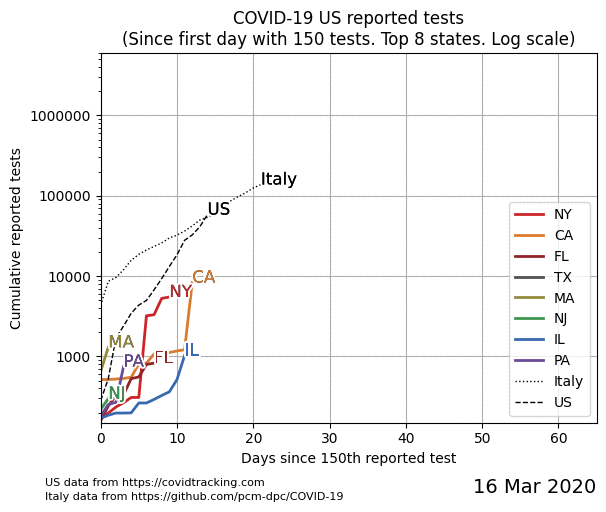 COVID-19 US reported tests
(Since first day with 150 tests. Top 8 states. Log scale)
Cumulative reported tests
1000000
100000
10000
1000
Italy
US
CA
NY
MA
PA
FL
IL
NJ
NY
CA
FL
TX
MA
NJ
IL
PA
Italy
US
0 10 20 30 40 50 60
Days since 150th reported test
US data from https://covidtracking.com
Italy data from https://github.com/pcm-dpc/COVID-19
16 Mar 2020